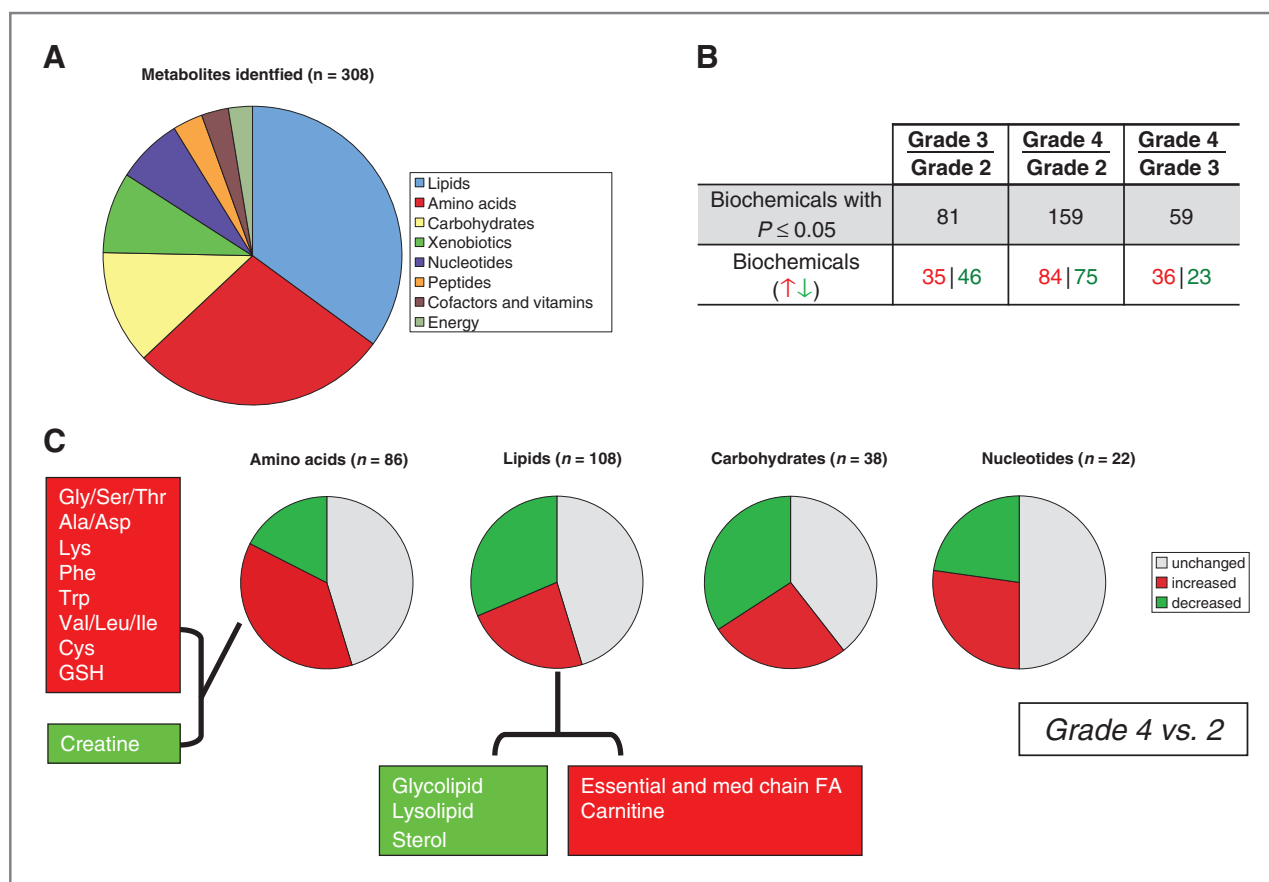 A
Metabolites identfied (n = 308)
Lipids
Amino acids
Carbohydrates
Xenobiotics
Nucleotides
Peptides
Cofactors and vitamins
Energy
B
Grade 3 Grade 4 Grade 4
Grade 2 Grade 2 Grade 3
Biochemicals with
P ≤ 0.05
81 159 59
Biochemicals
(↑↓)
35|46 84|75 36|23
C
Amino acids (n = 86)
Lipids (n = 108)
Carbohydrates (n = 38)
Nucleotides (n = 22)
Gly/Ser/Thr
Ala/Asp
Lys
Phe
Trp
Val/Leu/Ile
Cys
GSH
Creatine
unchanged
increased
decreased
Grade 4 vs. 2
Glycolipid
Lysolipid
Sterol
Essential and med chain FA
Carnitine